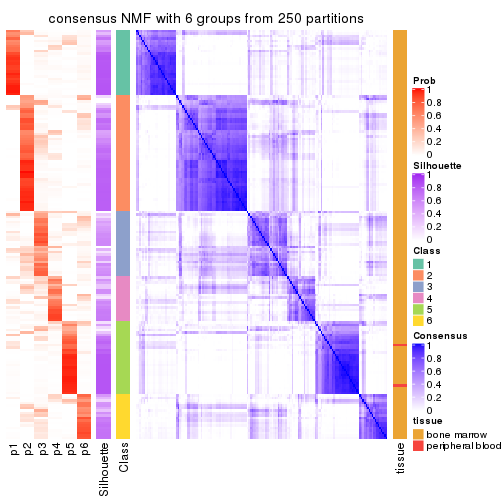 consensus NMF with 6 groups from 250 partitions
Prob
1
0.8
0.6
0.4
0.2
0
Silhouette
1
0.8
0.6
0.4
0.2
0
Class
1
2
3
4
5
6
Consensus
1
0.8
0.6
0.4
0.2
0
tissue
bone marrow
peripheral blood
p1
p2
p3
p4
p5
p6
Silhouette
Class
tissue